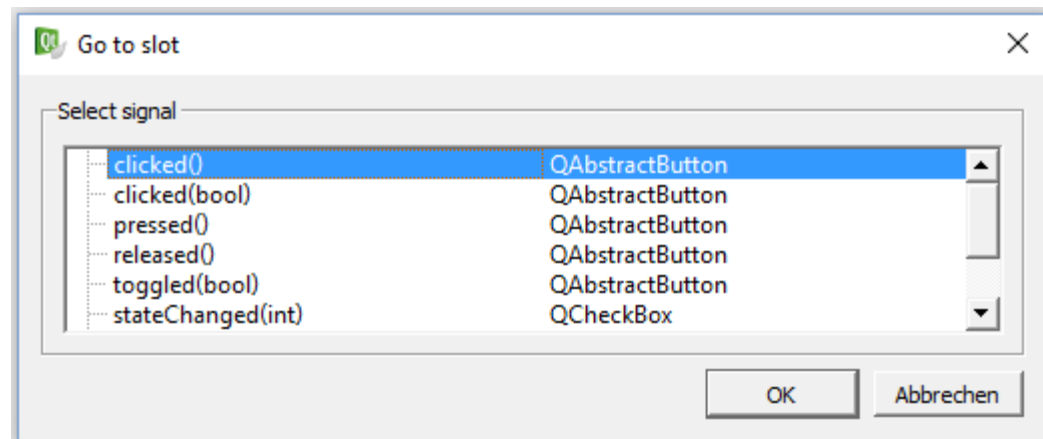 Qt Go to slot
Select signal
clicked() QAbstractButton
clicked(bool) QAbstractButton
pressed() QAbstractButton
released() QAbstractButton
toggled(bool) QAbstractButton
stateChanged(int) QCheckBox
OK Abbrechen